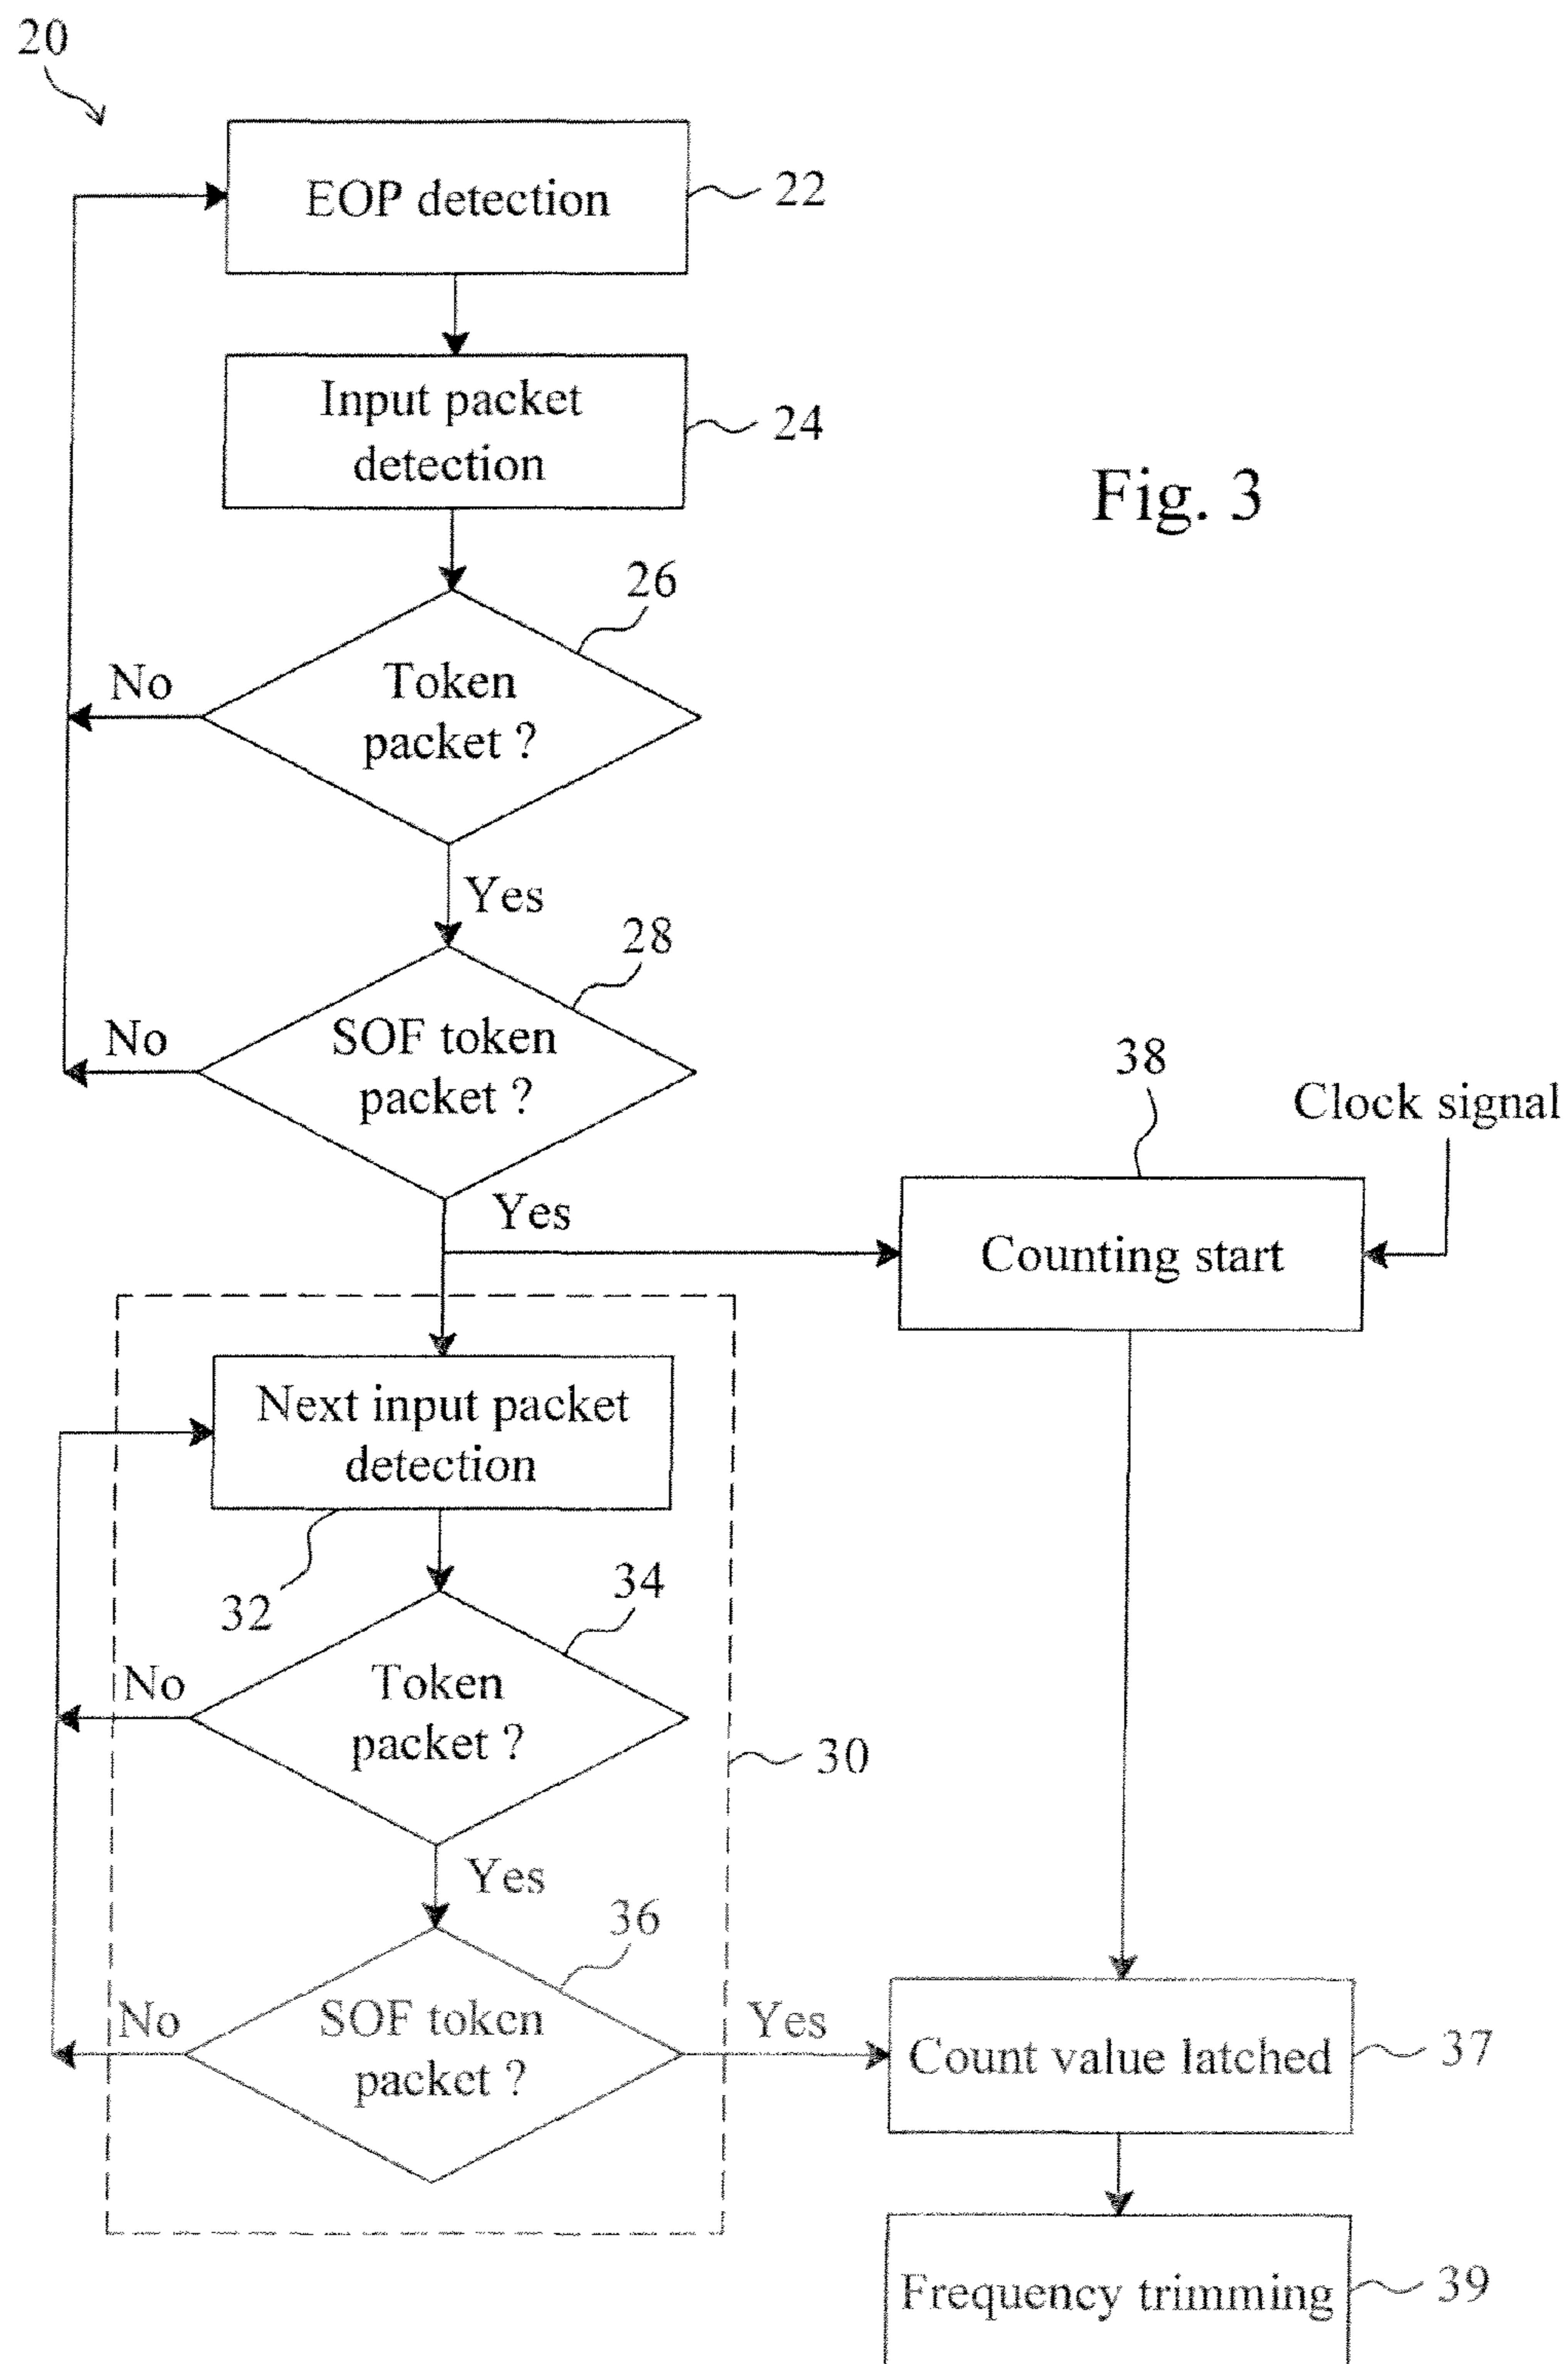 20
EOP detection
22
Input packet
detection
24
Fig. 3
26
Token
packet ?
No
Yes
28
SOF token
packet ?
No
Yes
38
Clock signal
Counting start
Next input packet
detection
32
34
Token
packet ?
No
30
Yes
36
SOF token
packet ?
No
Yes
Count value latched
37
Frequency trimming
39